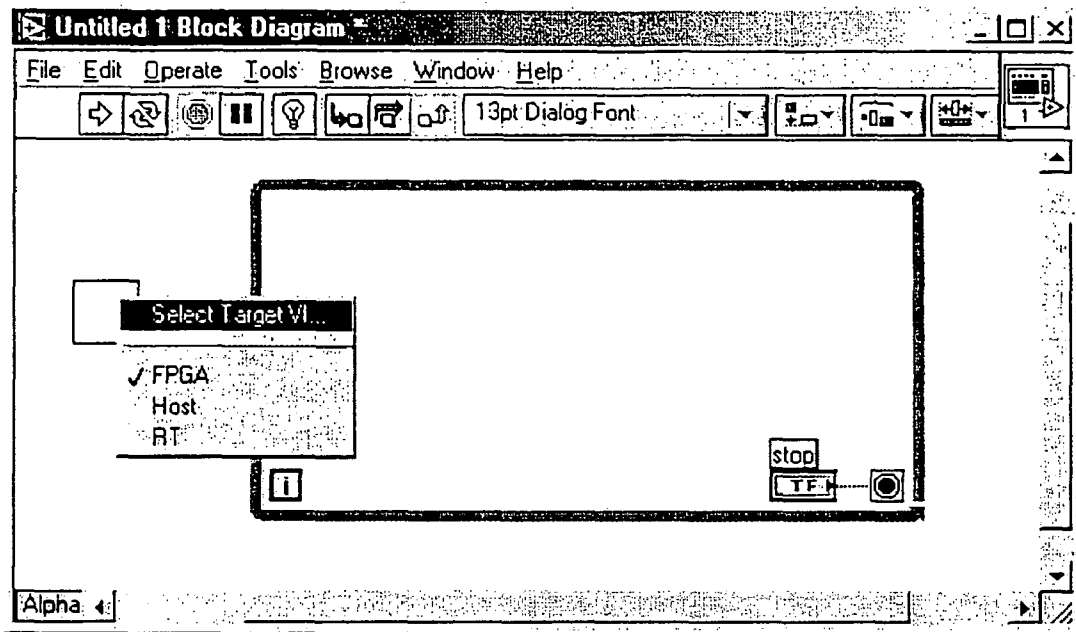 Untitled 1 Block Diagram *
File Edit Operate Tools Browse Window Help
13pt Dialog Font
1
Select Target VI...
✓ FPGA
Host
RT
stop
TF
i
Alpha